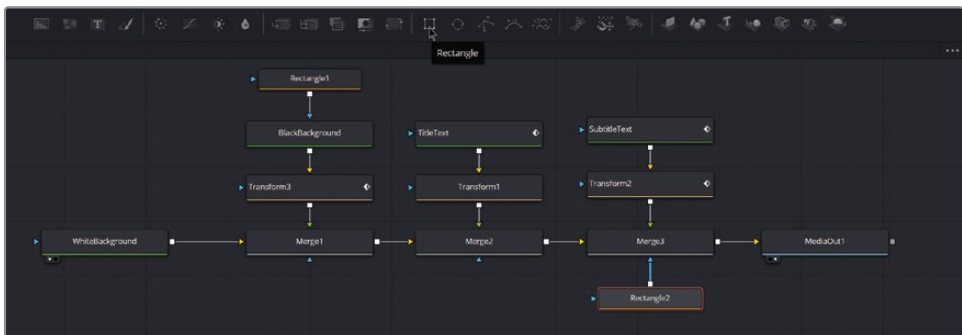 T
Rectangle
Rectangle1
BlackBackground
TitleText
SubtitleText
Transform3
Transform1
Transform2
WhiteBackground
Merge1
Merge2
Merge3
MediaOut1
Rectangle2